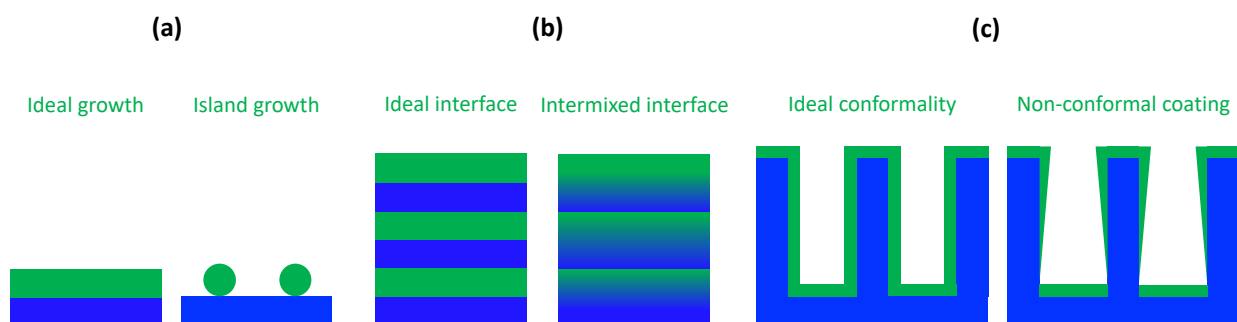 (a)
(b)
(c)
Ideal growth
Island growth
Ideal interface
Intermixed interface
Ideal conformality
Non-conformal coating